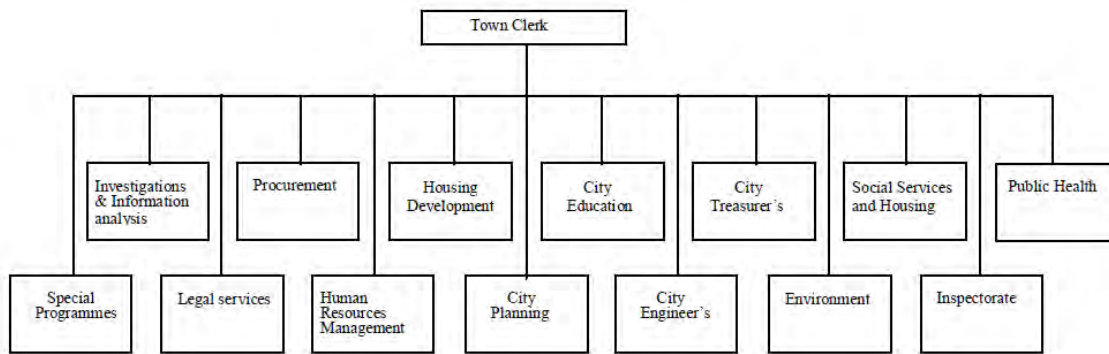 Town Clerk
Investigations
& Information
analysis
Procurement
Housing
Development
City
Education
City
Treasurer´s
Social Services
and Housing
Public Health
Special
Programmes
Legal services
Human
Resources
Management
City
Planning
City
Engineer's
Environment
Inspectorate